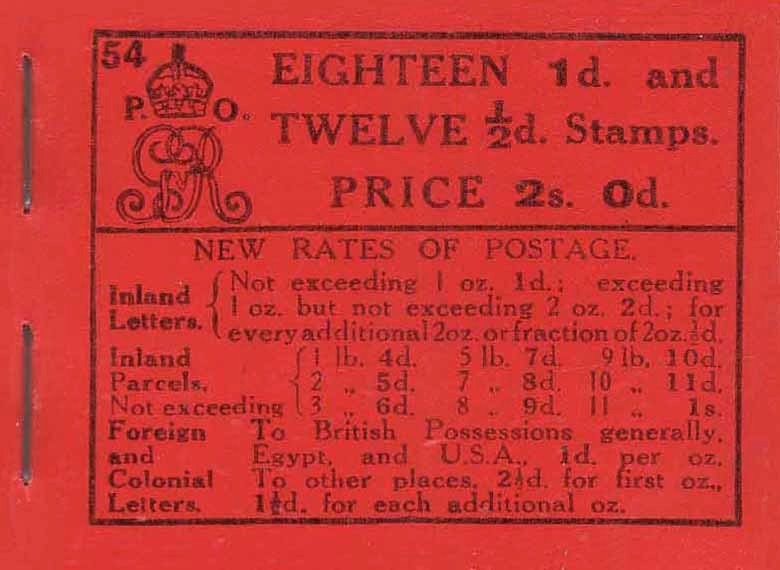 54
P. O.
GvR
EIGHTEEN 1d. and
TWELVE ½d. Stamps.
PRICE 2s. 0d.
NEW RATES OF POSTAGE.
Inland Letters. { Not exceeding 1 oz. 1d.; exceeding
1 oz. but not exceeding 2 oz. 2d.; for
every additional 2oz. or fraction of 2oz. ½d.
Inland { 1 lb. 4d. 5 lb. 7d. 9 lb. 10d.
Parcels. 2 „ 5d. 7 „ 8d. 10 „ 11d.
Not exceeding 3 „ 6d. 8 „ 9d. 11 „ 1s.
Foreign To British Possessions generally,
and Egypt, and U.S.A., 1d. per oz.
Colonial To other places, 2½d. for first oz.,
Letters. 1½d. for each additional oz.